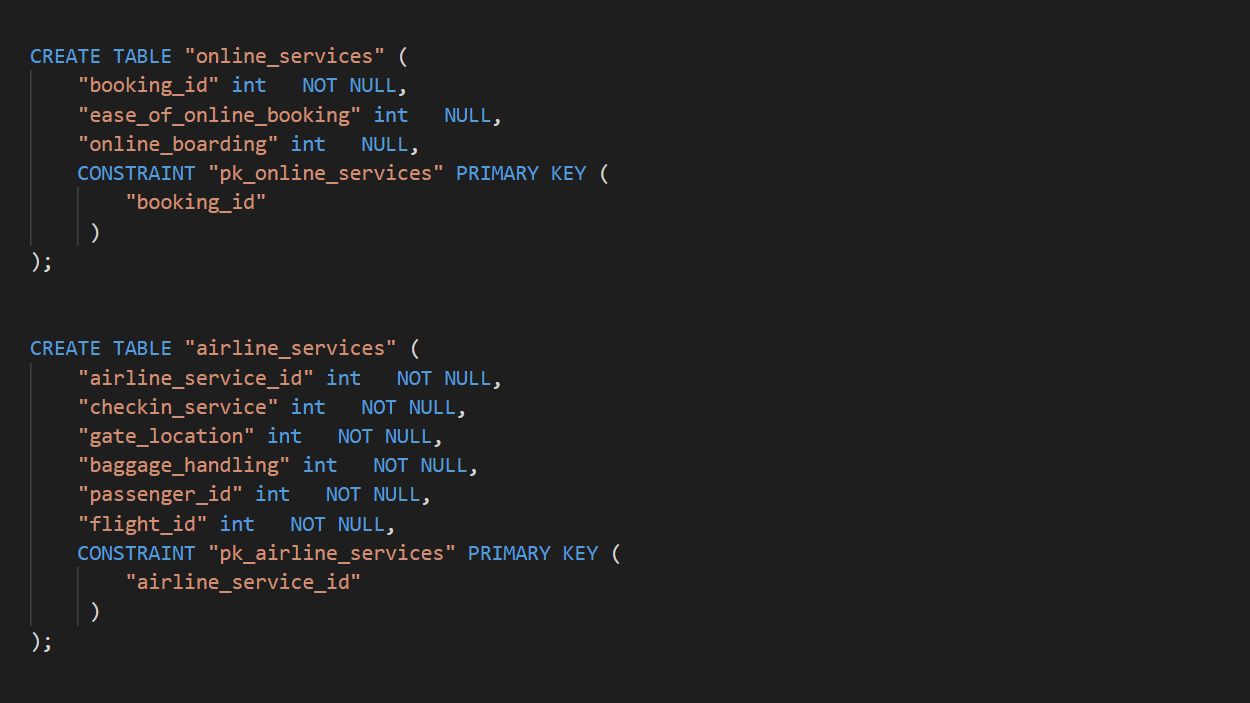 CREATE TABLE "online_services" (
    "booking_id" int   NOT NULL,
    "ease_of_online_booking" int   NULL,
    "online_boarding" int   NULL,
    CONSTRAINT "pk_online_services" PRIMARY KEY (
        "booking_id"
     )
);
CREATE TABLE "airline_services" (
    "airline_service_id" int   NOT NULL,
    "checkin_service" int   NOT NULL,
    "gate_location" int   NOT NULL,
    "baggage_handling" int   NOT NULL,
    "passenger_id" int   NOT NULL,
    "flight_id" int   NOT NULL,
    CONSTRAINT "pk_airline_services" PRIMARY KEY (
        "airline_service_id"
     )
);